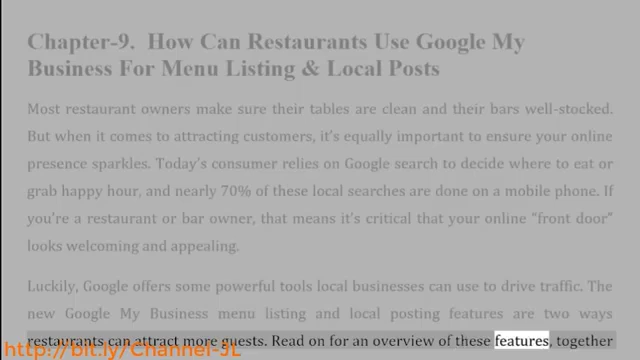 Chapter-9. How Can Restaurants Use Google My
Business For Menu Listing & Local Posts
Most restaurant owners make sure their tables are clean and their bars well-stocked.
But when it comes to attracting customers, it's equally important to ensure your online
presence sparkles. Today's consumer relies on Google search to decide where to eat or
grab happy hour, and nearly 70% of these local searches are done on a mobile phone. If
you're a restaurant or bar owner, that means it's critical that your online “front door”
looks welcoming and appealing.
Luckily, Google offers some powerful tools local businesses can use to drive traffic. The
new Google My Business menu listing and local posting features are two ways
restaurants can attract more guests. Read on for an overview of these features, together
http://bit.ly/Channel-JL